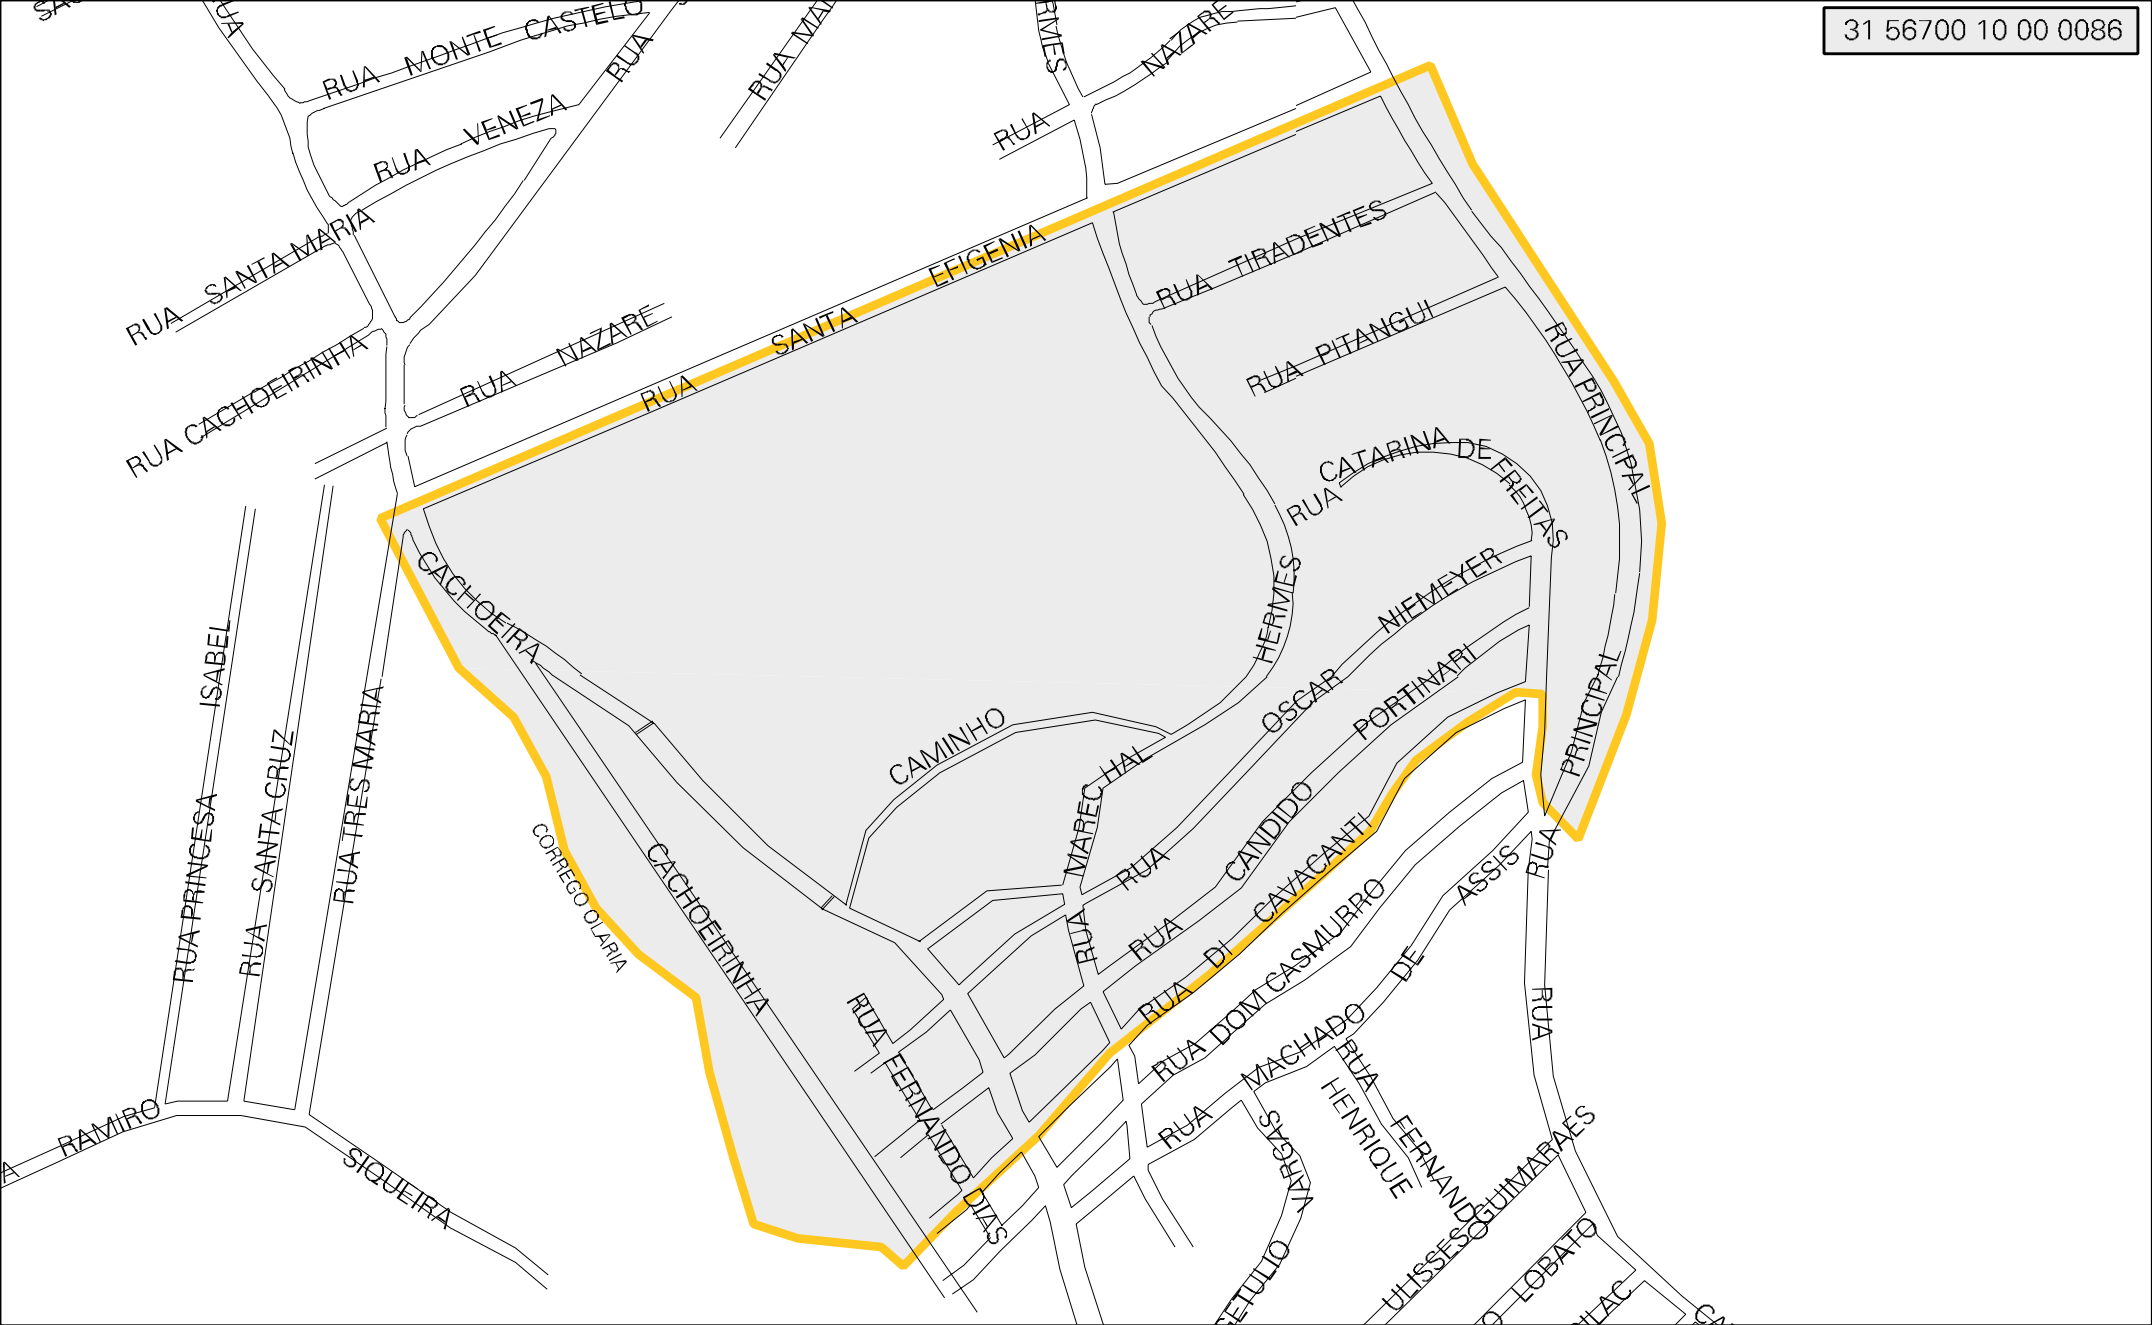 31 56700 10 00 0086
RUA MONTE CASTELO
RUA
RUA VENEZA
RUA
NAZARE
RUA SANTA MARIA
RUA CACHOEIRINHA
RUA NAZARE
RUA SANTA EFIGENIA
RUA TIRADENTES
RUA PITANGUI
RUA PRINCIPAL
RUA CATARINA DE FREITAS
CACHOEIRA
HERMES
RUA OSCAR NIEMEYER
RUA CANDIDO PORTINARI
RUA PRINCIPAL
RUA PRINCESA ISABEL
RUA SANTA CRUZ
RUA TRES MARIA
CAMINHO
RUA MARECHAL
CORREGO OLARIA
CACHOEIRINHA
RUA DI CAVACANTI
RUA DOM CASMURRO
RUA MACHADO DE ASSIS
RUA FERNANDO DIAS
RUA
RUA FERNAND
HENRIQUE
RAMIRO
SIQUEIRA
GETULIO VARGAS
ULISSES GUIMARAES
LOBATO